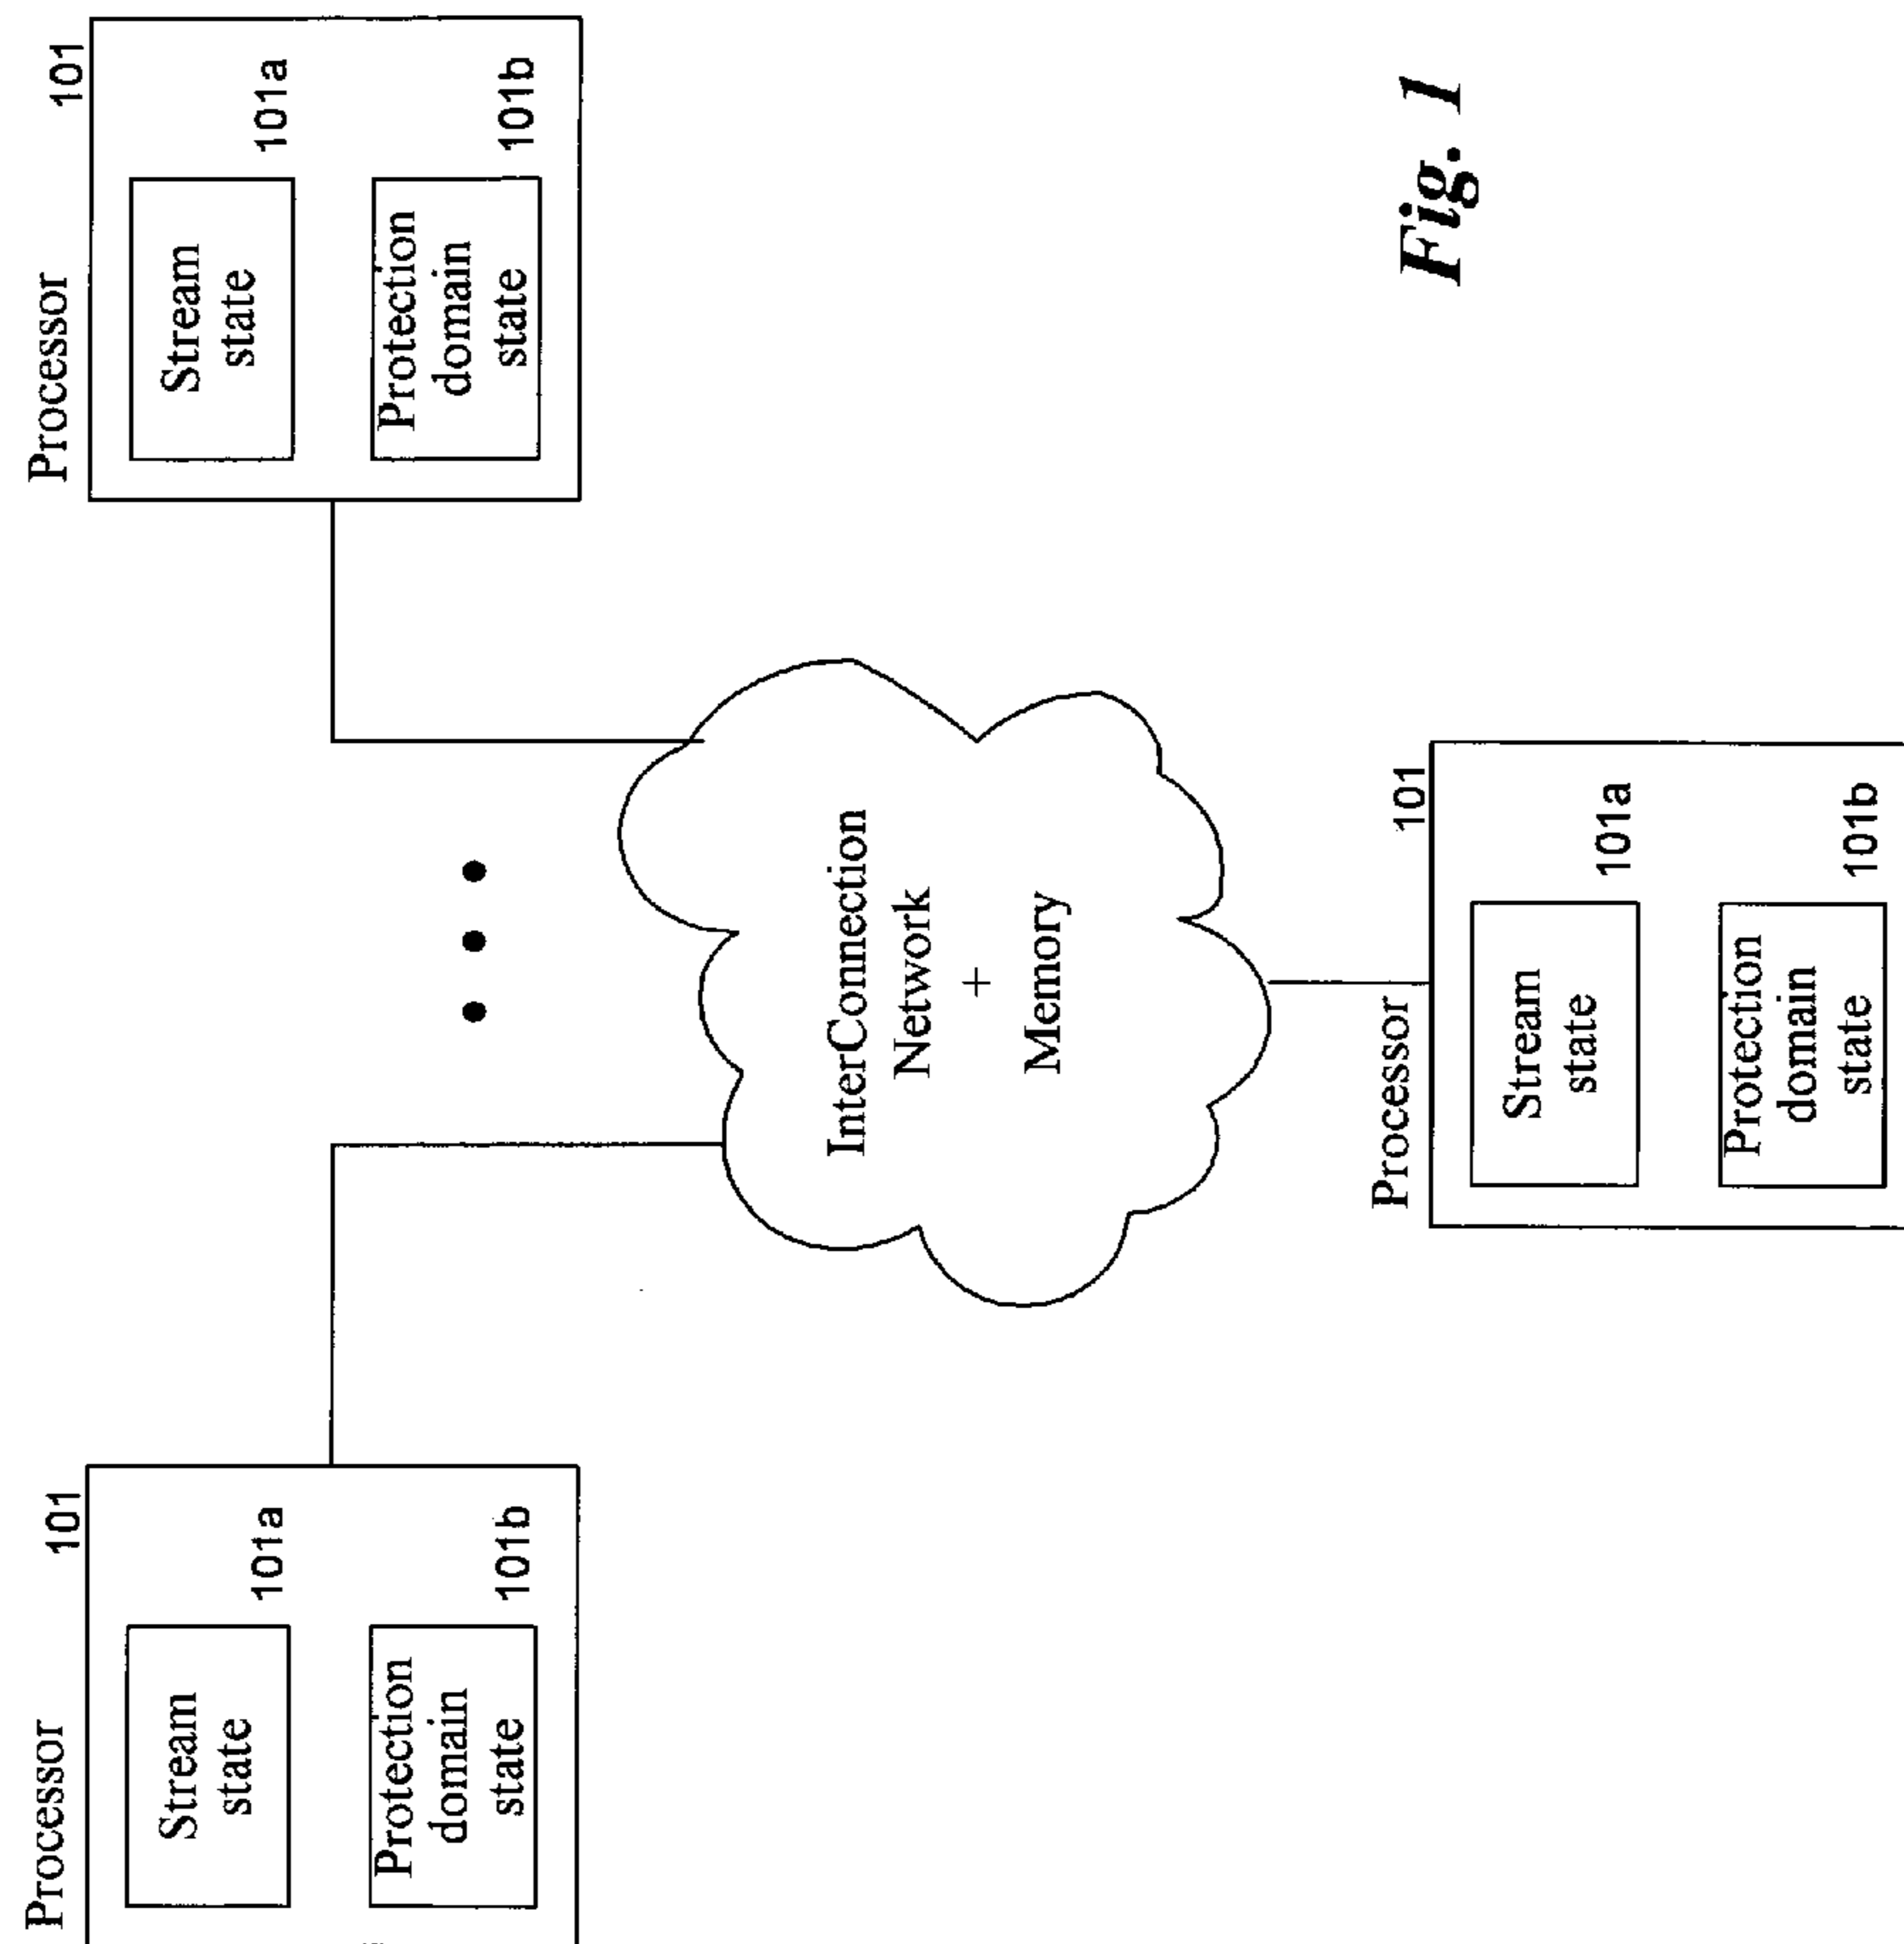 Processor
101
Stream
state
101a
Protection
domain
state
101b
Processor
101
Stream
state
101a
Protection
domain
state
101b
InterConnection
Network
+
Memory
Processor
101
Stream
state
101a
Protection
domain
state
101b
Fig. 1